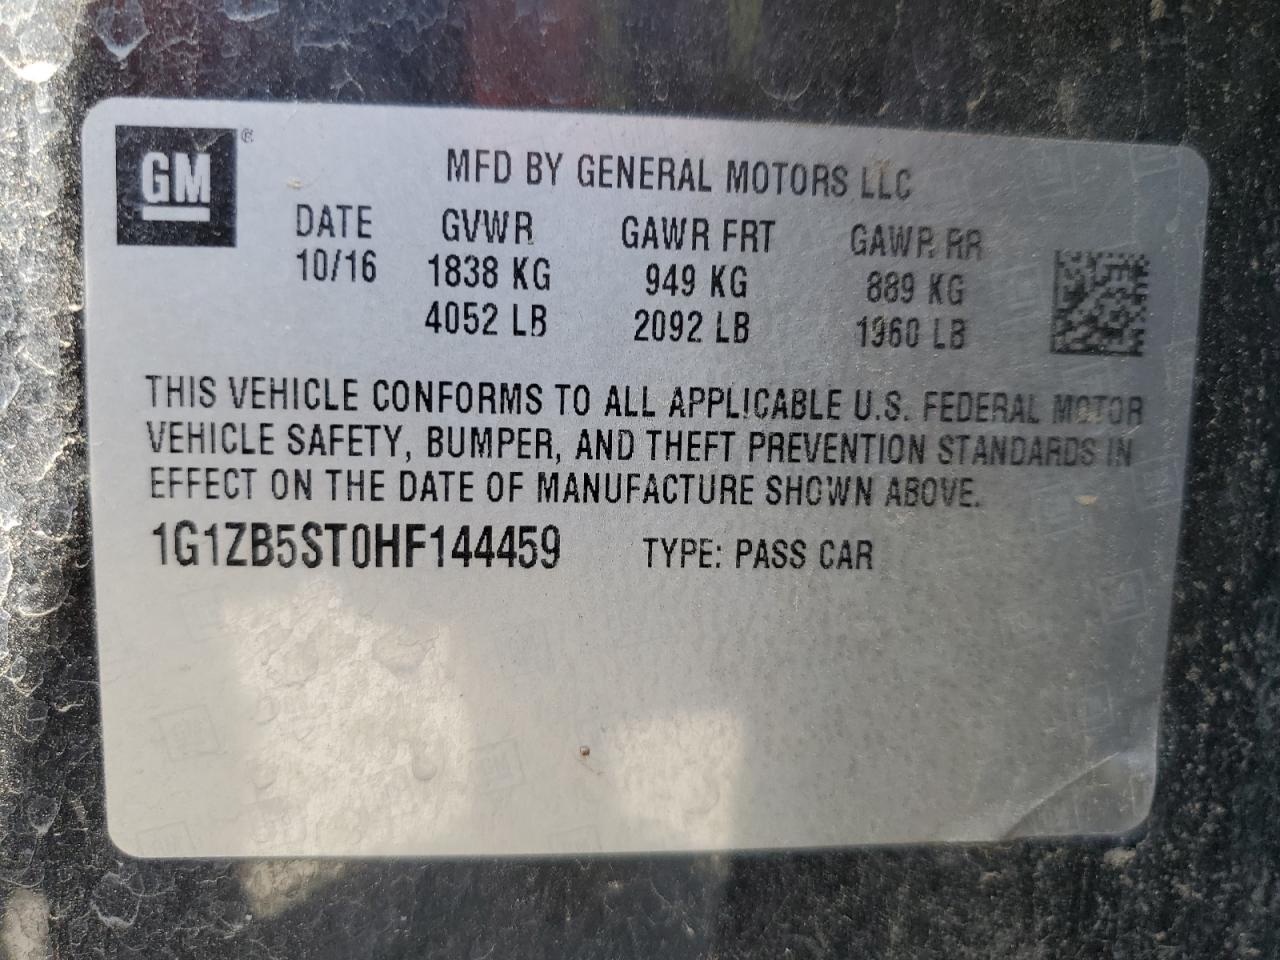 GM ®
MFD BY GENERAL MOTORS LLC
DATE GVWR GAWR FRT GAWR RR
10/16 1838 KG 949 KG 889 KG
4052 LB 2092 LB 1960 LB
THIS VEHICLE CONFORMS TO ALL APPLICABLE U.S. FEDERAL MOTOR
VEHICLE SAFETY, BUMPER, AND THEFT PREVENTION STANDARDS IN
EFFECT ON THE DATE OF MANUFACTURE SHOWN ABOVE.
1G1ZB5ST0HF144459 TYPE: PASS CAR